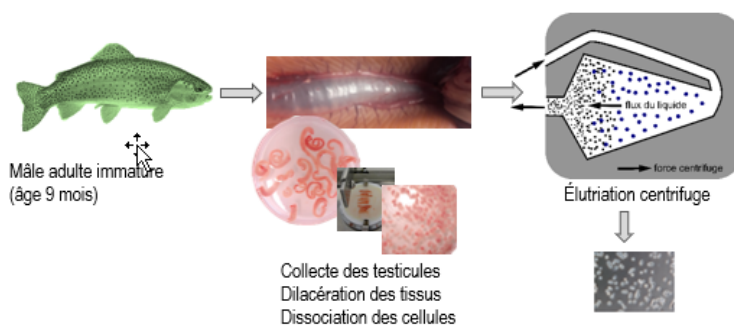 Mâle adulte immature
(âge 9 mois)
Collecte des testicules
Dilacération des tissus
Dissociation des cellules
flux du liquide
force centrifuge
Élutriation centrifuge